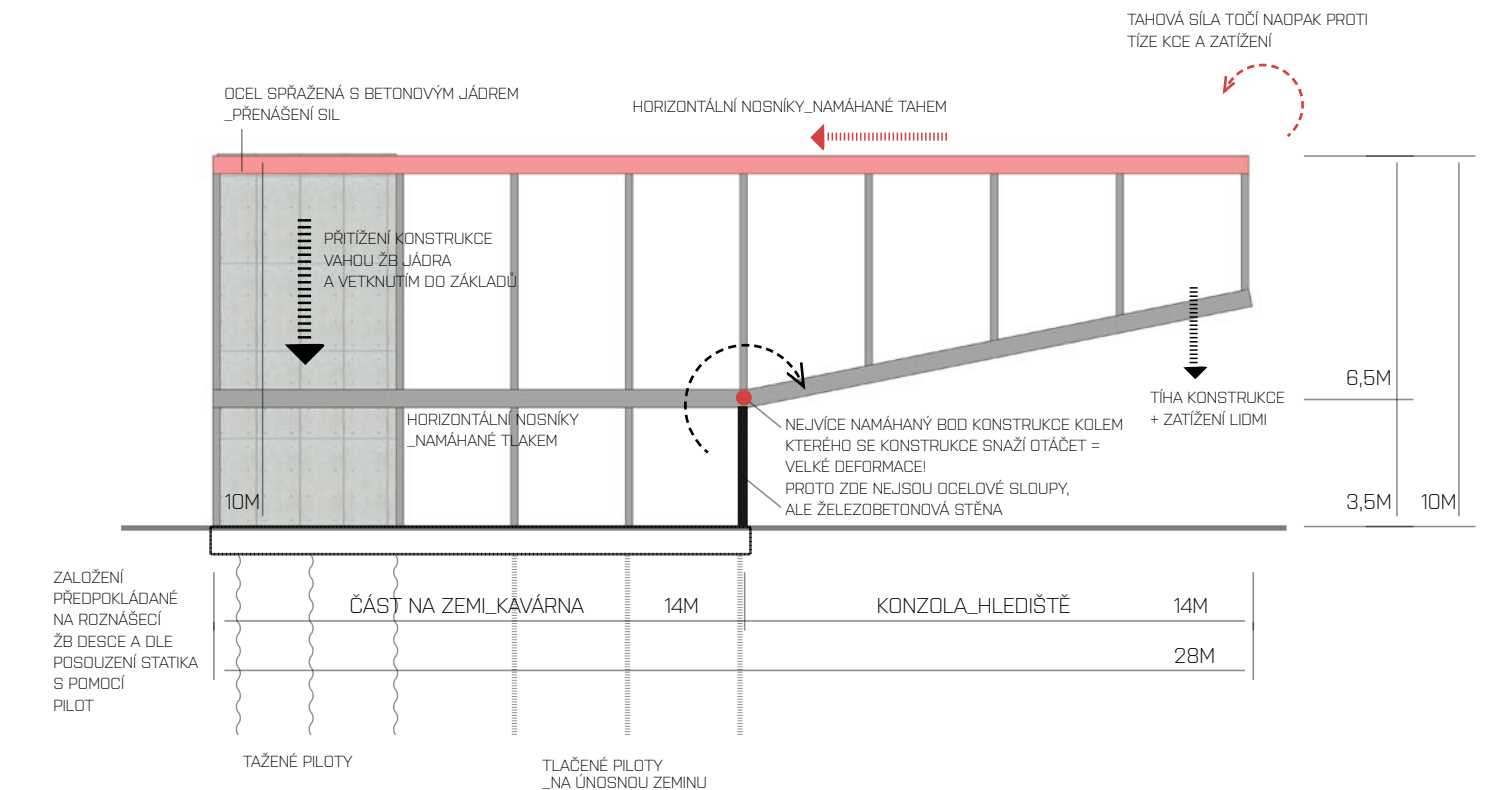 TAHOVÁ SÍLA TOČÍ NAOPAK PROTI
TÍZE KCE A ZATÍŽENÍ
OCEL SPŘAŽENÁ S BETONOVÝM JÁDREM
_PŘENÁŠENÍ SIL
HORIZONTÁLNÍ NOSNÍKY_NAMÁHANÉ TAHEM
PŘITÍŽENÍ KONSTRUKCE
VAHOU ŽB JÁDRA
A VETKNUTÍM DO ZÁKLADŮ
HORIZONTÁLNÍ NOSNÍKY
_NAMÁHANÉ TLAKEM
NEJVÍCE NAMÁHANÝ BOD KONSTRUKCE KOLEM
KTERÉHO SE KONSTRUKCE SNAŽÍ OTÁČET =
VELKÉ DEFORMACE!
PROTO ZDE NEJSOU OCELOVÉ SLOUPY,
ALE ŽELEZOBETONOVÁ STĚNA
TÍHA KONSTRUKCE
+ ZATÍŽENÍ LIDMI
6,5M
3,5M
10M
10M
ZALOŽENÍ
PŘEDPOKLÁDANÉ
NA ROZNÁŠECÍ
ŽB DESCE A DLE
POSOUZENÍ STATIKA
S POMOCÍ
PILOT
ČÁST NA ZEMI_KAVÁRNA
14M
KONZOLA_HLEDIŠTĚ
14M
28M
TAŽENÉ PILOTY
TLAČENÉ PILOTY
_NA ÚNOSNOU ZEMINU